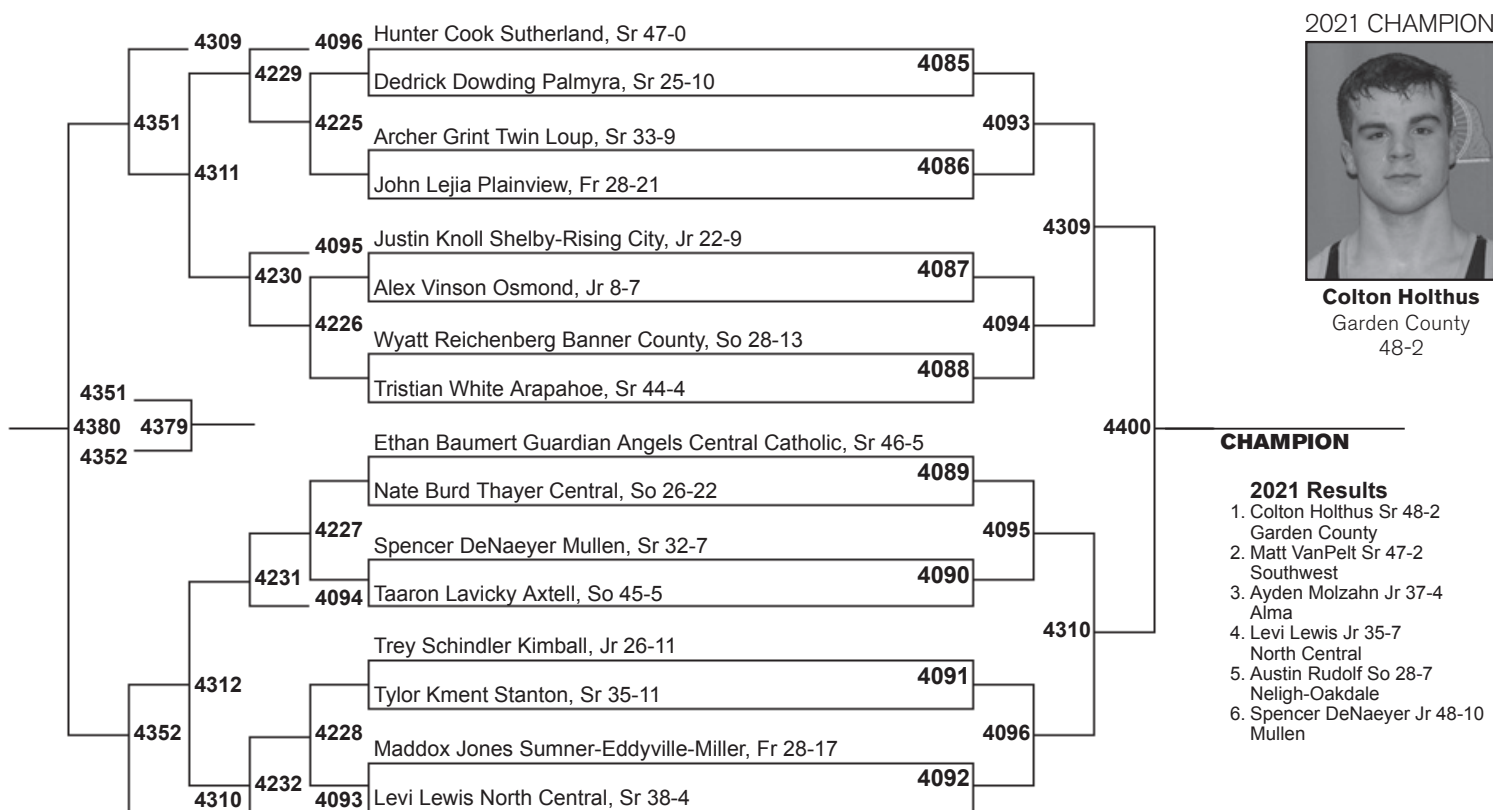 2021 CHAMPION
4309
4096
Hunter Cook Sutherland, Sr 47-0
4085
4229
Dedrick Dowding Palmyra, Sr 25-10
4351
4225
Archer Grint Twin Loup, Sr 33-9
4093
4311
4086
John Lejia Plainview, Fr 28-21
4095
Justin Knoll Shelby-Rising City, Jr 22-9
4309
4230
4087
Alex Vinson Osmond, Jr 8-7
Colton Holthus
Garden County
48-2
4226
Wyatt Reichenberg Banner County, So 28-13
4094
4088
Tristian White Arapahoe, Sr 44-4
4351
4380
4379
4352
4400
CHAMPION
Ethan Baumert Guardian Angels Central Catholic, Sr 46-5
4089
Nate Burd Thayer Central, So 26-22
4227
Spencer DeNaeyer Mullen, Sr 32-7
4095
4231
4090
4094
Taaron Lavicky Axtell, So 45-5
4310
Trey Schindler Kimball, Jr 26-11
4312
4091
Tylor Kment Stanton, Sr 35-11
4352
4228
Maddox Jones Sumner-Eddyville-Miller, Fr 28-17
4096
4232
4092
4310
4093
Levi Lewis North Central, Sr 38-4
2021 Results
1. Colton Holthus Sr 48-2
Garden County
2. Matt VanPelt Sr 47-2
Southwest
3. Ayden Molzahn Jr 37-4
Alma
4. Levi Lewis Jr 35-7
North Central
5. Austin Rudolf So 28-7
Neligh-Oakdale
6. Spencer DeNaeyer Jr 48-10
Mullen